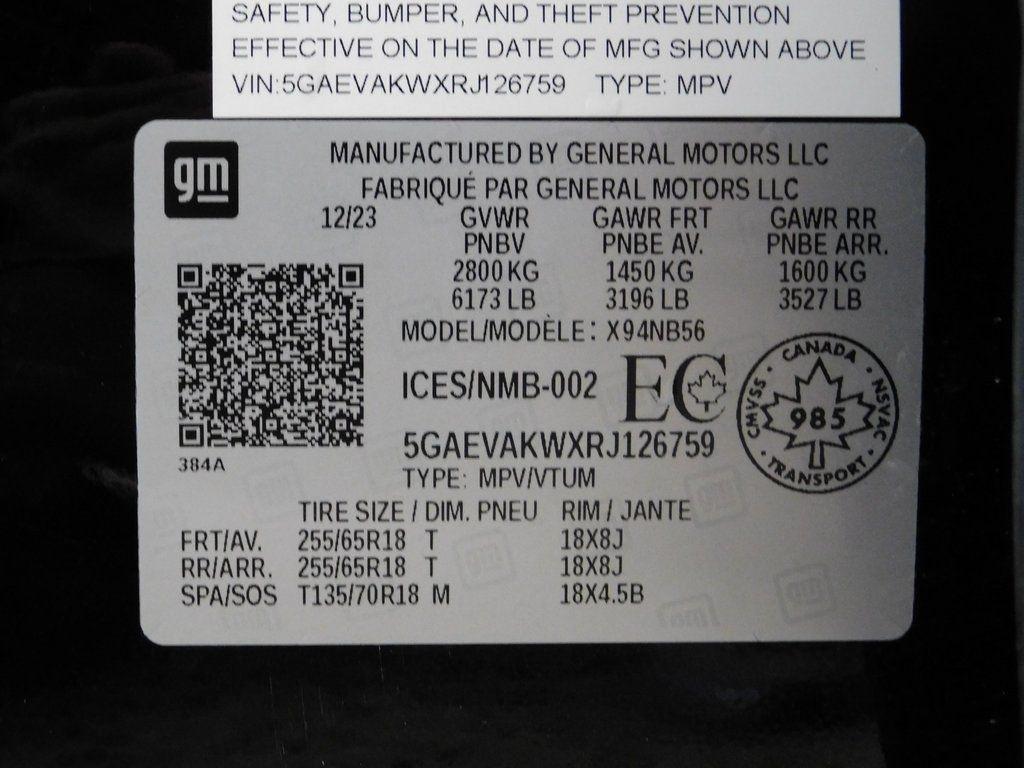 SAFETY, BUMPER, AND THEFT PREVENTION
EFFECTIVE ON THE DATE OF MFG SHOWN ABOVE
VIN:5GAEVAKWXRJ126759 TYPE: MPV
gm
MANUFACTURED BY GENERAL MOTORS LLC
FABRIQUÉ PAR GENERAL MOTORS LLC
12/23 GVWR GAWR FRT GAWR RR
PNBV PNBE AV. PNBE ARR.
2800 KG 1450 KG 1600 KG
6173 LB 3196 LB 3527 LB
MODEL/MODÈLE: X94NB56
ICES/NMB-002 EC
CANADA
CMVSS 985 NSVAC
TRANSPORT
5GAEVAKWXRJ126759
384A
TYPE: MPV/VTUM
TIRE SIZE / DIM. PNEU RIM / JANTE
FRT/AV. 255/65R18 T 18X8J
RR/ARR. 255/65R18 T 18X8J
SPA/SOS T135/70R18 M 18X4.5B